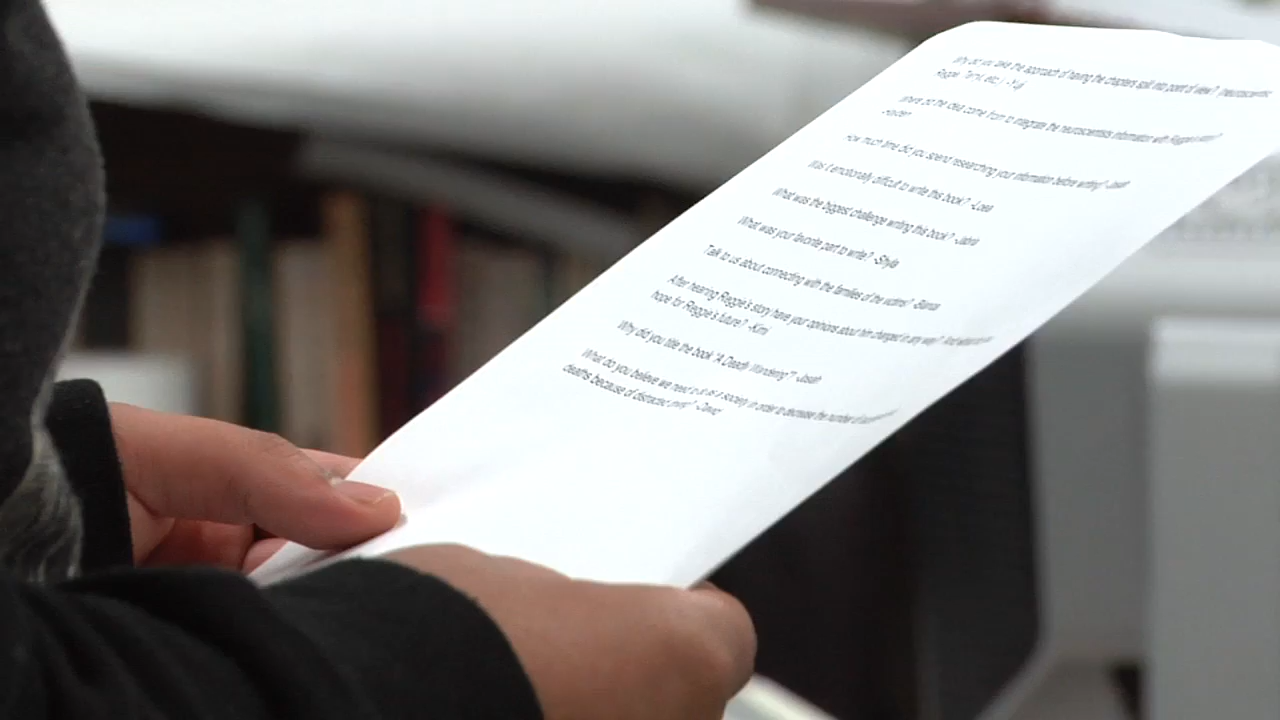 Why did you take the approach of having the chapters split into point of view? (neuroscientist,
Reggie, Terryl, etc.) -
Where did the idea come from to integrate the neuroscientists information with Reggie's
How much time did you spend researching your information before writing?
Was it emotionally difficult to write this book? -Leela
What was the biggest challenge writing this book?
What was your favorite part to write? -Shyla
Talk to us about connecting with the families of the victims!
After hearing Reggie's story have your opinions about him changed in any way? And what
hope for Reggie's future? -Kimi
Why did you title the book "A Deadly Wandering"? -Josiah
What do you believe we need to do as a society in order to decrease the number of
deaths because of distracted